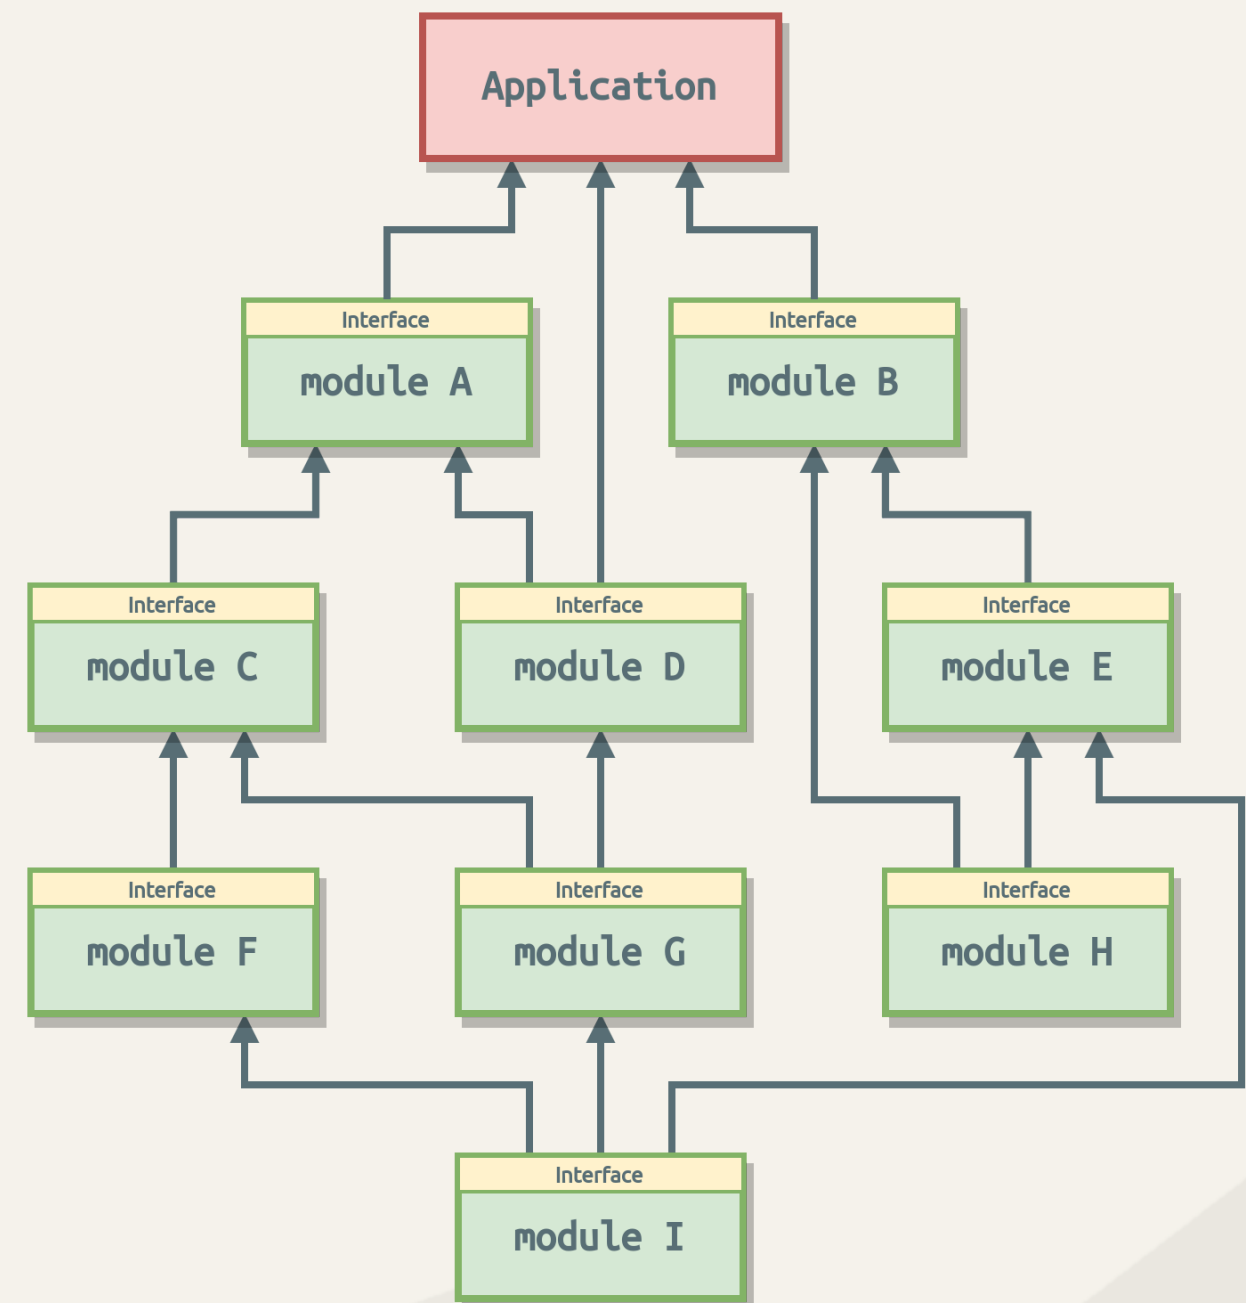 Application
Interface
module A
Interface
module B
Interface
module C
Interface
module D
Interface
module E
Interface
module F
Interface
module G
Interface
module H
Interface
module I